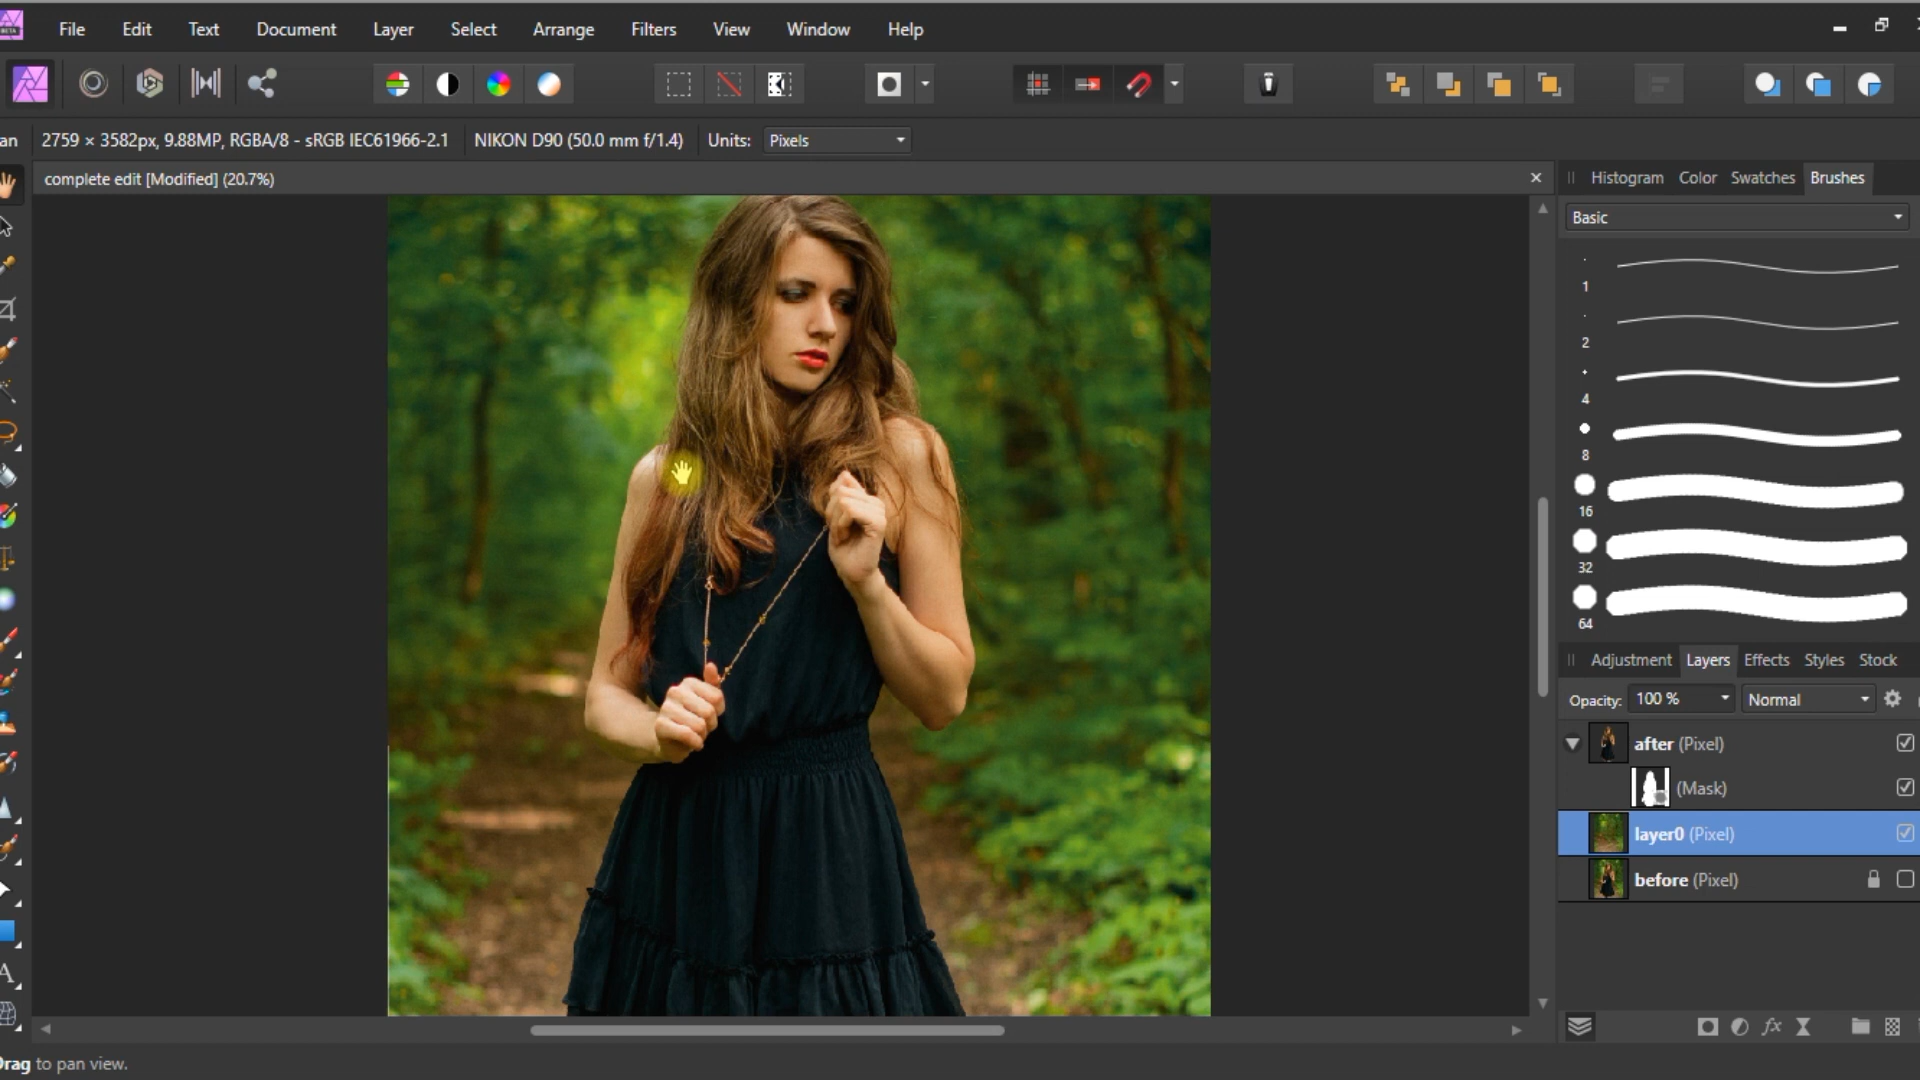 File Edit Text Document Layer Select Arrange Filters View Window Help
an 2759 × 3582px, 9.88MP, RGBA/8 - sRGB IEC61966-2.1 NIKON D90 (50.0 mm f/1.4) Units: Pixels
complete edit [Modified] (20.7%)
Histogram Color Swatches Brushes
Basic
1
2
4
8
16
32
64
Adjustment Layers Effects Styles Stock
Opacity: 100 % Normal
after (Pixel)
(Mask)
layer0 (Pixel)
before (Pixel)
Drag to pan view.